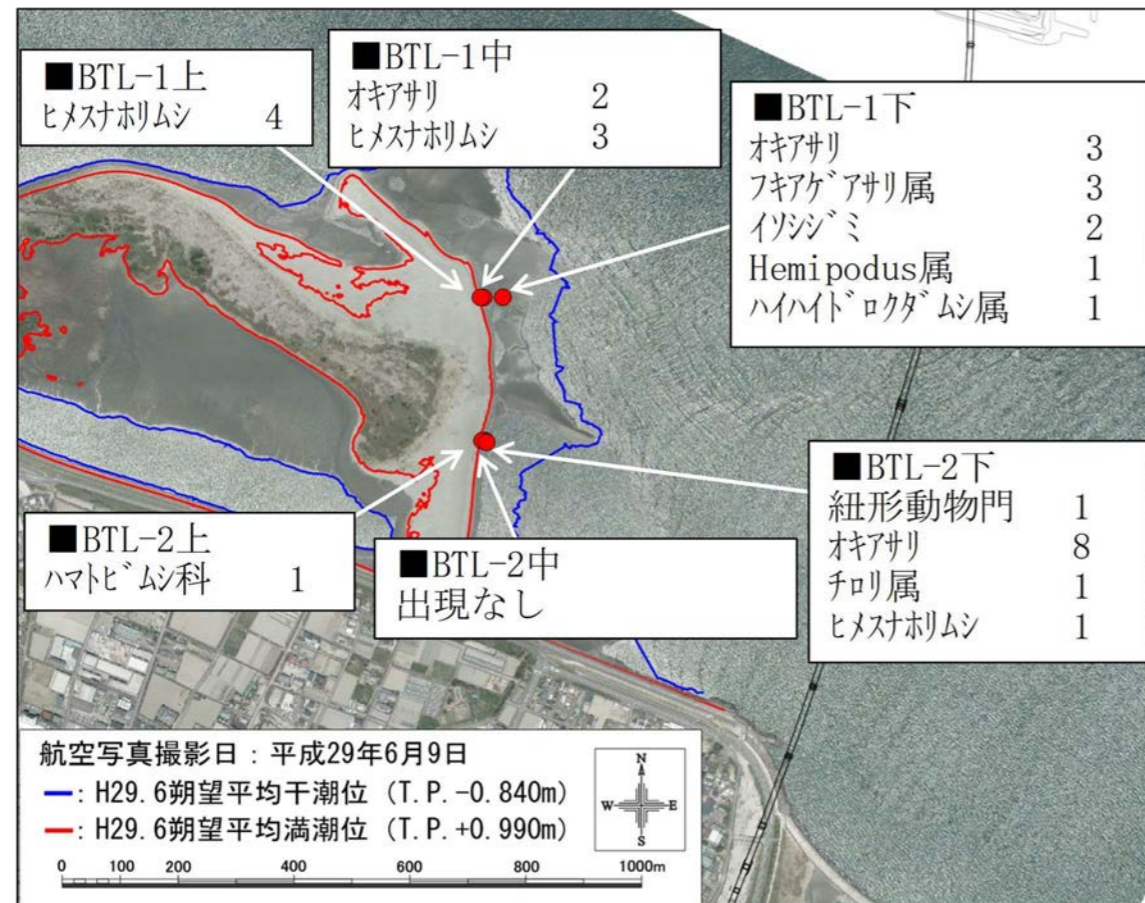 ■BTL-1上
ヒメスナホリムシ 4
■BTL-1中
オキアサリ 2
ヒメスナホリムシ 3
■BTL-1下
オキアサリ 3
フキアゲアサリ属 3
イソシジミ 2
Hemipodus属 1
ハイハイドロクダムシ属 1
■BTL-2上
ハマトビムシ科 1
■BTL-2中
出現なし
■BTL-2下
紐形動物門 1
オキアサリ 8
チロリ属 1
ヒメスナホリムシ 1
航空写真撮影日：平成29年6月9日
: H29.6朔望平均干潮位 (T.P.-0.840m)
: H29.6朔望平均満潮位 (T.P.+0.990m)
N
W E
S
0 100 200 400 600 800 1000m